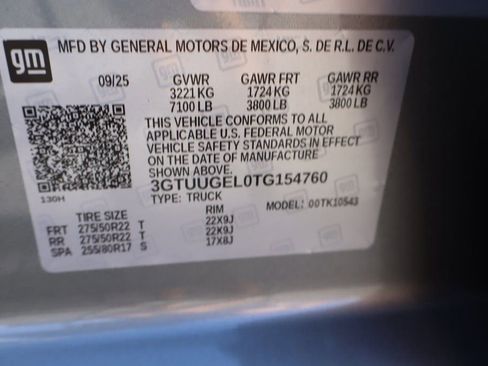 gm MFD BY GENERAL MOTORS DE MEXICO, S. DE R.L. DE C.V.
09/25 GVWR GAWR FRT GAWR RR
3221 KG 1724 KG 1724 KG
7100 LB 3800 LB 3800 LB
THIS VEHICLE CONFORMS TO ALL
APPLICABLE U.S. FEDERAL MOTOR
VEHICLE SAFETY STANDARDS IN EFFECT
ON THE DATE OF MANUFACTURE
SHOWN ABOVE.
3GTUUGEL0TG154760
130H TYPE: TRUCK MODEL: 00TK10543
TIRE SIZE RIM
FRT 275/50R22 T 22X9J
RR 275/50R22 T 22X9J
SPA 255/80R17 S 17X8J